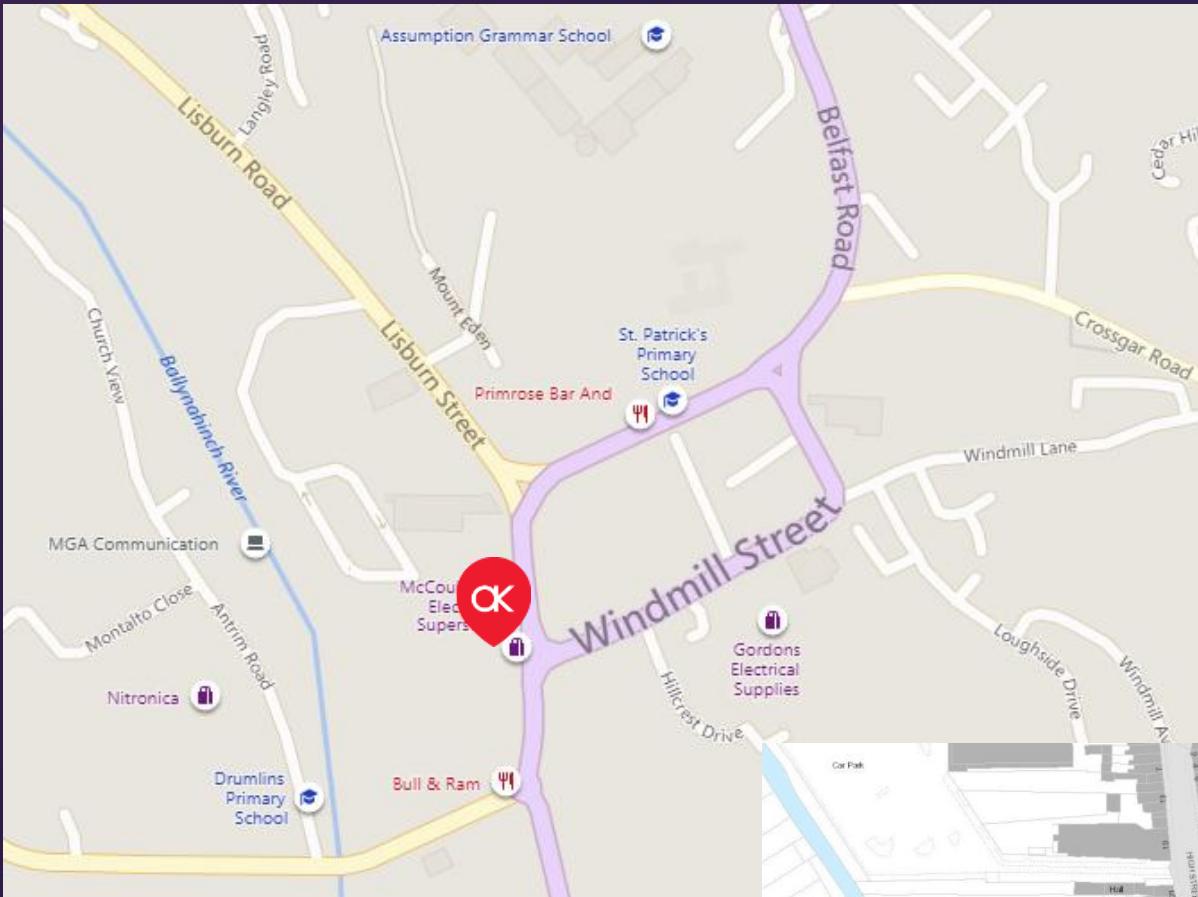 Assumption Grammar School
Langley Road
Lisburn Road
Belfast Road
Cedar
Church View
Mount Eden
Crossgar Road
Lisburn Street
St. Patrick's
Primary
School
Primrose Bar And
Ballynahinch River
Windmill Lane
Windmill Street
MGA Communication
Montalto Close
Antrim Road
Nitronica
Gordons
Electrical
Supplies
Loughside Drive
Windmill
Hillcrest Drive
Drumlins
Primary
School
Bull & Ram
Car Park
Hall